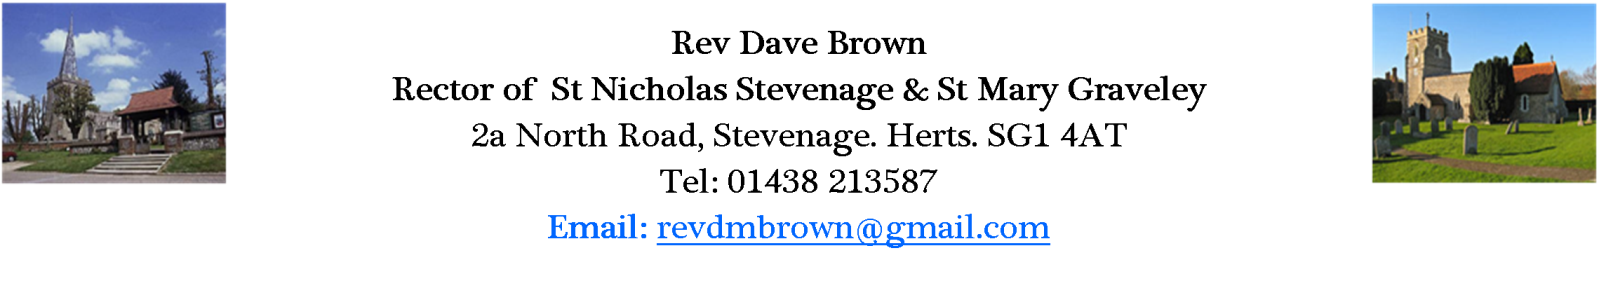 Rev Dave Brown
Rector of St Nicholas Stevenage & St Mary Graveley
2a North Road, Stevenage. Herts. SG1 4AT
Tel: 01438 213587
Email: revdmbrown@gmail.com